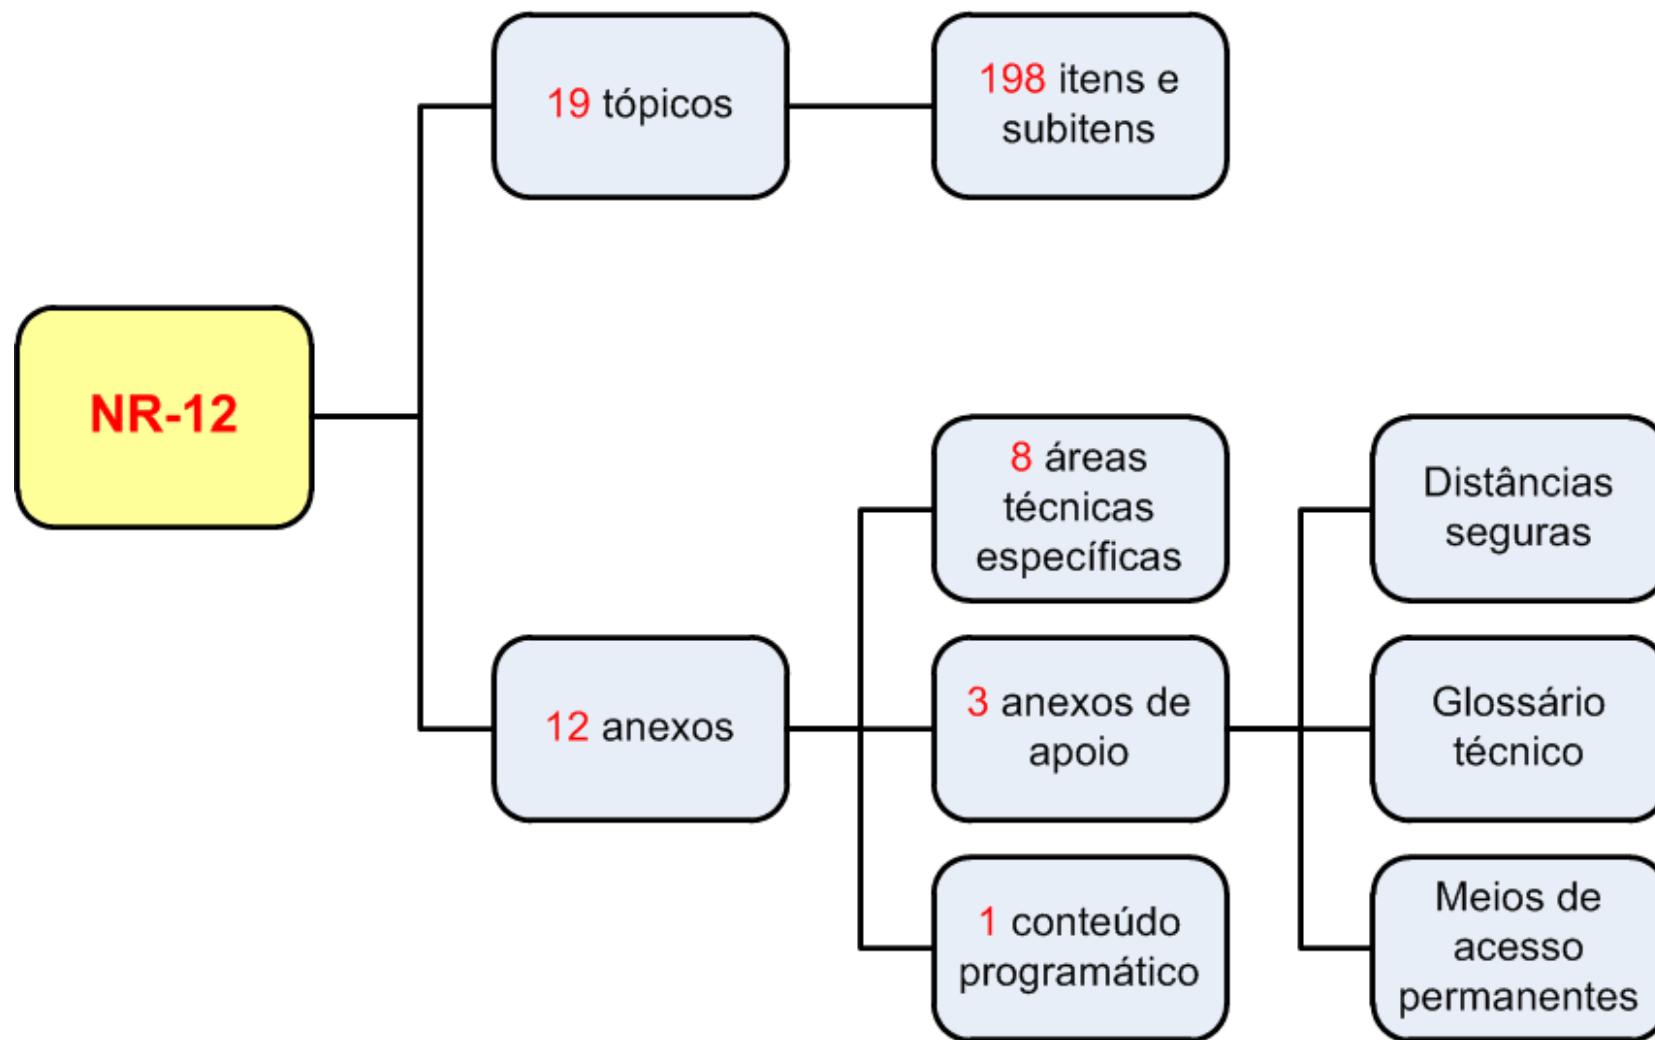 19 tópicos
198 itens e
subitens
NR-12
12 anexos
8 áreas
técnicas
específicas
3 anexos de
apoio
1 conteúdo
programático
Distâncias
seguras
Glossário
técnico
Meios de
acesso
permanentes